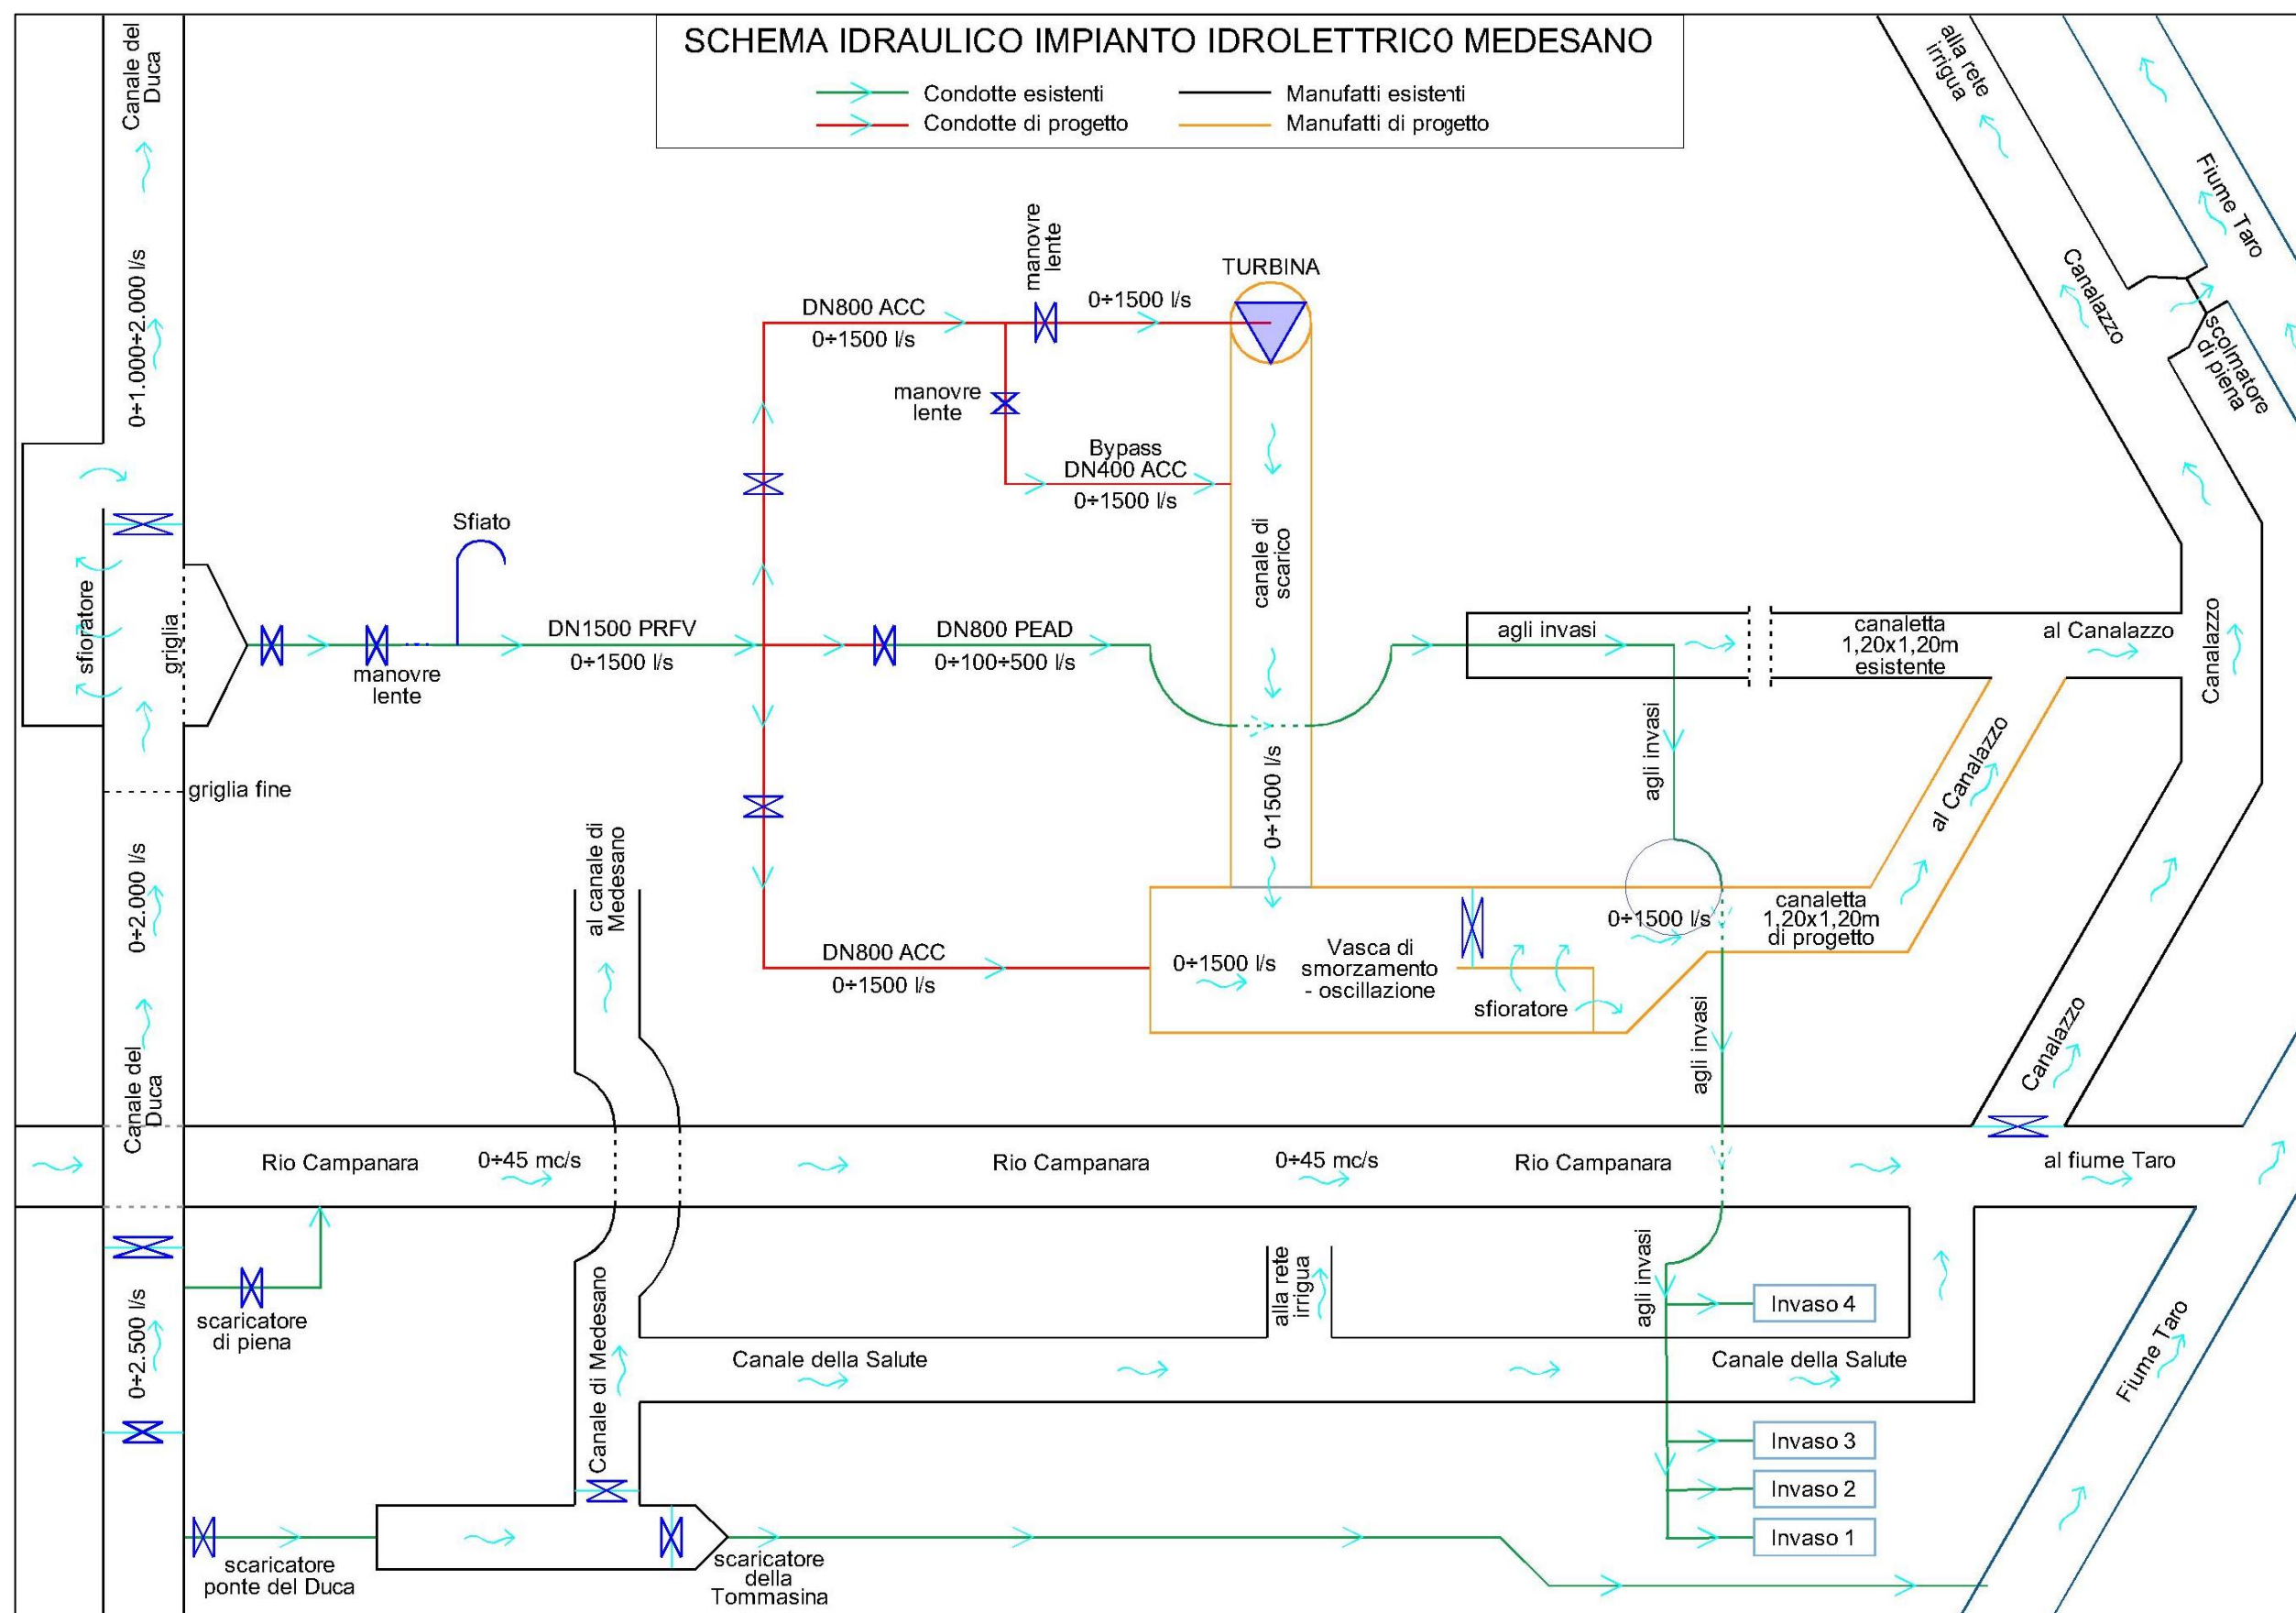 SCHEMA IDRAULICO IMPIANTO IDROLETTRIC0 MEDESANO
Condotte esistenti
Manufatti esistenti
Condotte di progetto
Manufatti di progetto
Canale del
Duca
alla rete
irrigua
Fiume Taro
Canalazzo
scolmatore
di piena
0÷1.000÷2.000 l/s
manovre
lente
TURBINA
DN800 ACC
0÷1500 l/s
0÷1500 l/s
manovre
lente
Bypass
DN400 ACC
0÷1500 l/s
Sfiato
canale di
scarico
sfioratore
griglia
manovre
lente
DN1500 PRFV
0÷1500 l/s
DN800 PEAD
0÷100÷500 l/s
agli invasi
canaletta
1,20x1,20m
esistente
al Canalazzo
Canalazzo
agli invasi
al Canalazzo
0÷1500 l/s
griglia fine
0÷2.000 l/s
al canale di
Medesano
DN800 ACC
0÷1500 l/s
0÷1500 l/s
Vasca di
smorzamento
- oscillazione
sfioratore
0÷1500 l/s
canaletta
1,20x1,20m
di progetto
agli invasi
Canalazzo
Canale del
Duca
Rio Campanara
0÷45 mc/s
Rio Campanara
0÷45 mc/s
Rio Campanara
al fiume Taro
scaricatore
di piena
0÷2.500 l/s
Canale di Medesano
alla rete
irrigua
agli invasi
Invaso 4
Canale della Salute
Canale della Salute
Fiume Taro
Invaso 3
Invaso 2
Invaso 1
scaricatore
ponte del Duca
scaricatore
della
Tommasina